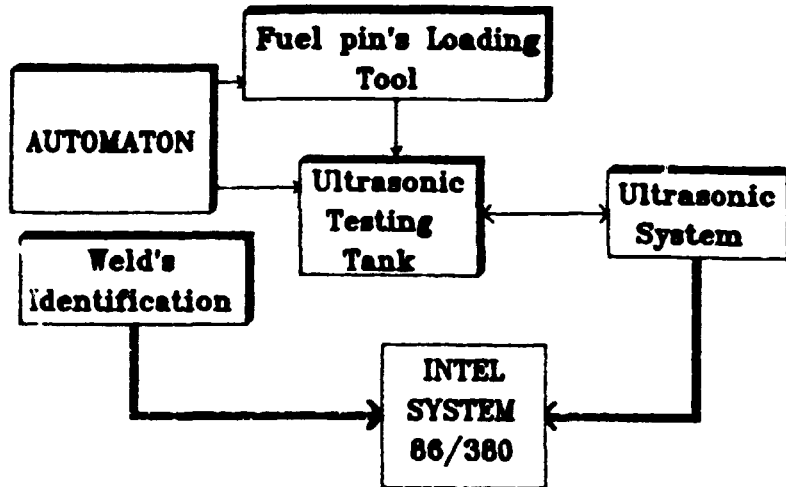 Fuel pin's Loading
Tool
AUTOMATON
Ultrasonic
Testing
Tank
Ultrasonic
System
Weld's
Identification
INTEL
SYSTEM
86/380